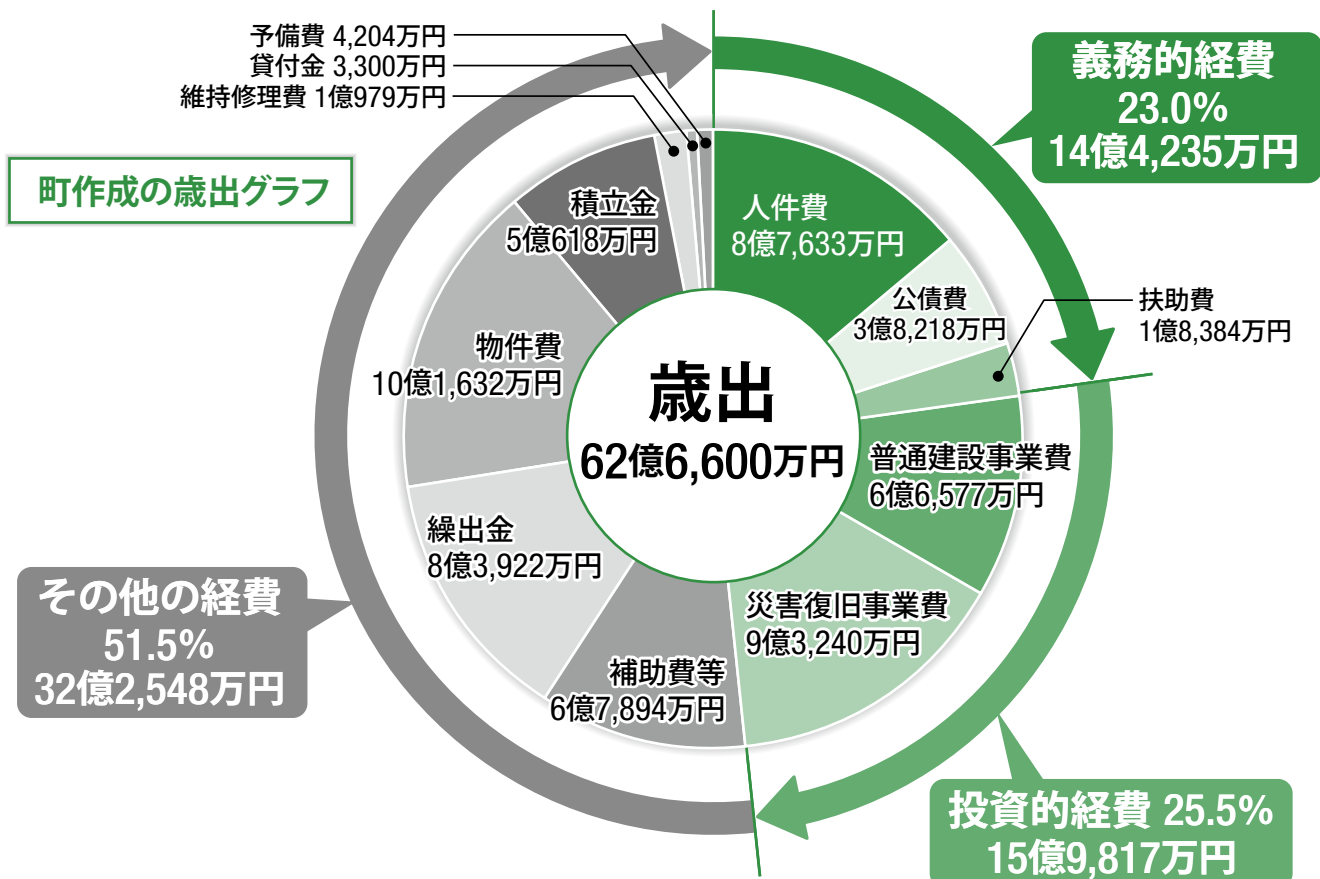 予備費 4,204万円
貸付金 3,300万円
維持修理費 1億979万円
義務的経費
23.0%
14億4,235万円
町作成の歳出グラフ
積立金
5億618万円
人件費
8億7,633万円
公債費
3億8,218万円
扶助費
1億8,384万円
物件費
10億1,632万円
歳出
62億6,600万円
普通建設事業費
6億6,577万円
繰出金
8億3,922万円
災害復旧事業費
9億3,240万円
その他の経費
51.5%
32億2,548万円
補助費等
6億7,894万円
投資的経費 25.5%
15億9,817万円